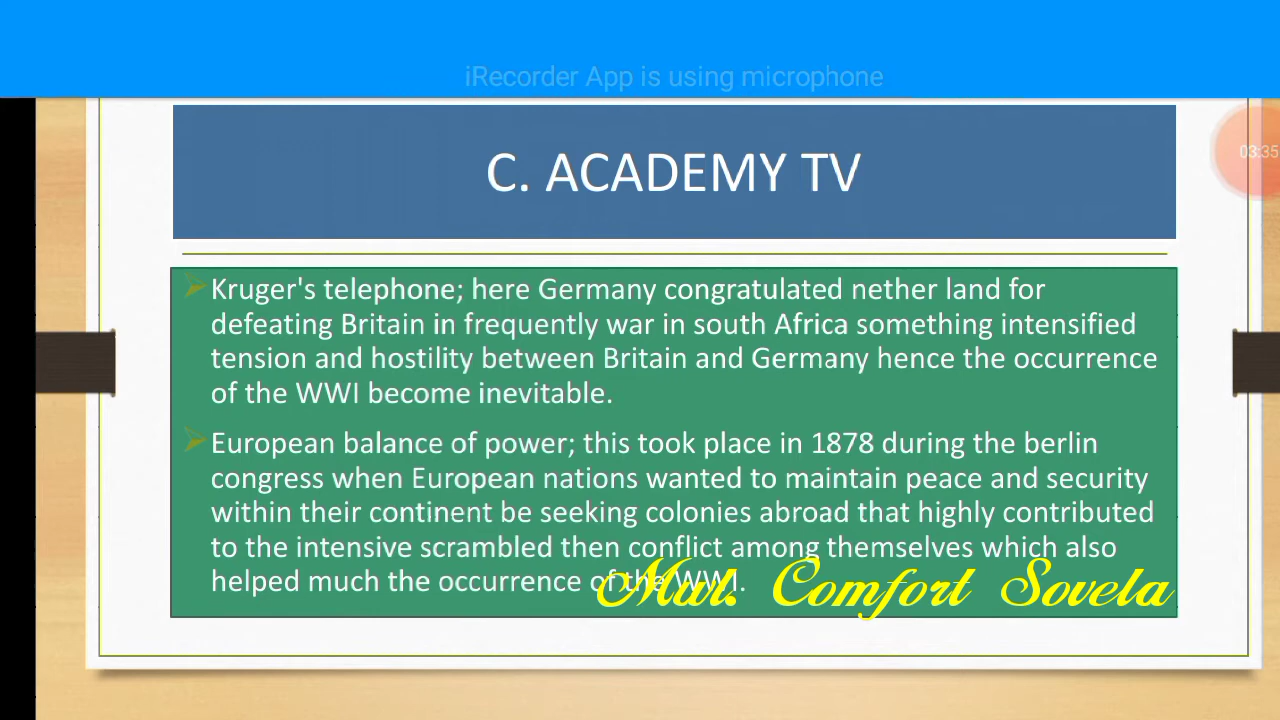 iRecorder App is using microphone
03:35
C. ACADEMY TV
Kruger's telephone; here Germany congratulated nether land for
defeating Britain in frequently war in south Africa something intensified
tension and hostility between Britain and Germany hence the occurrence
of the WWI become inevitable.
European balance of power; this took place in 1878 during the berlin
congress when European nations wanted to maintain peace and security
within their continent be seeking colonies abroad that highly contributed
to the intensive scrambled then conflict among themselves which also
helped much the occurrence of the WWI.
Mwl. Comfort Sovela